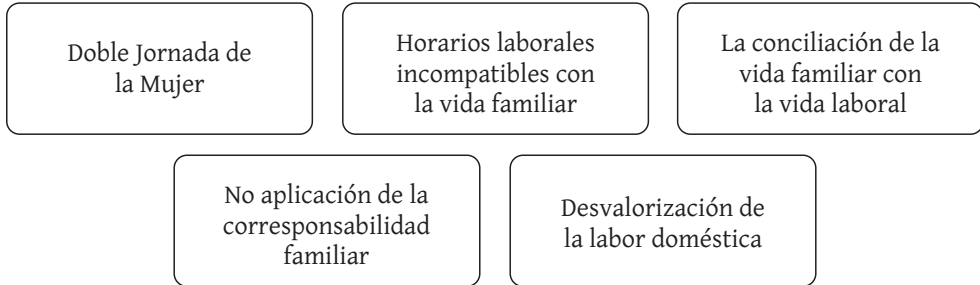 Doble Jornada de
la Mujer
Horarios laborales
incompatibles con
la vida familiar
La conciliación de la
vida familiar con
la vida laboral
No aplicación de la
corresponsabilidad
familiar
Desvalorización de
la labor doméstica